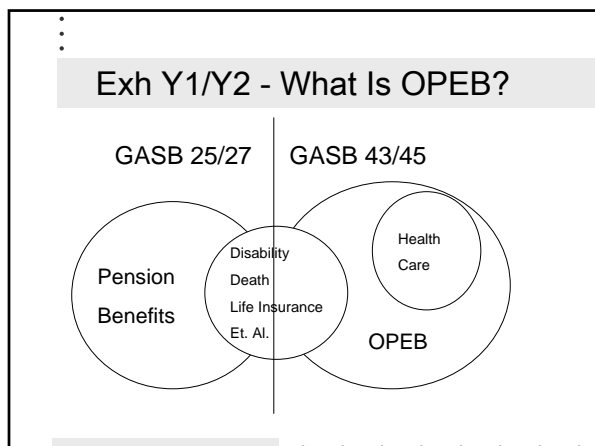 Exh Y1/Y2 - What Is OPEB?
GASB 25/27
GASB 43/45
Pension
Benefits
Disability
Death
Life Insurance
Et. Al.
Health
Care
OPEB